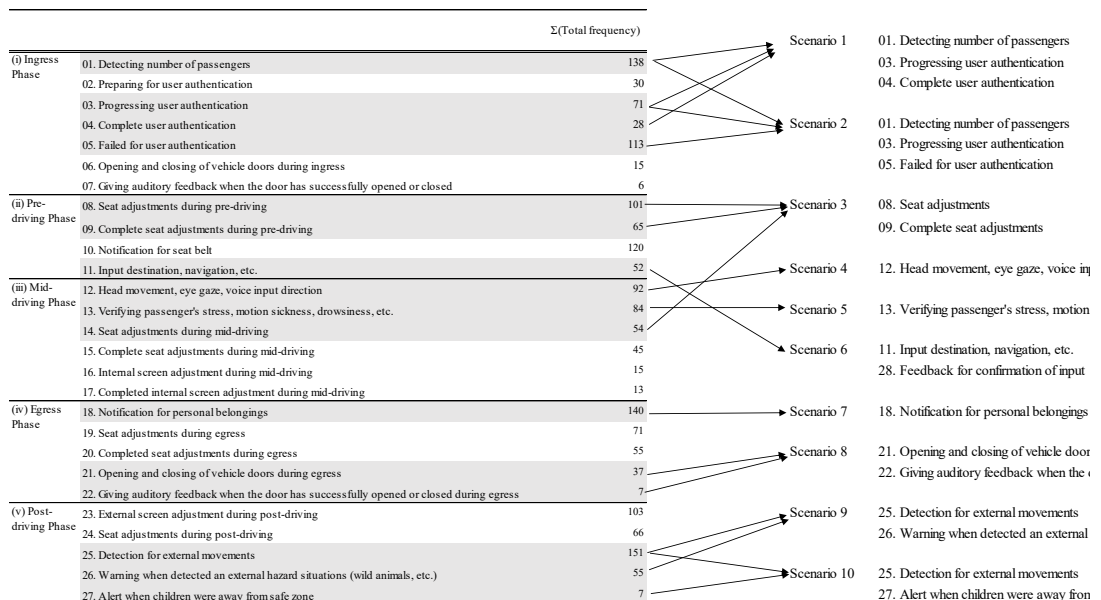 Σ(Total frequency)
(i) Ingress
Phase
01. Detecting number of passengers 138
02. Preparing for user authentication 30
03. Progressing user authentication 71
04. Complete user authentication 28
05. Failed for user authentication 113
06. Opening and closing of vehicle doors during ingress 15
07. Giving auditory feedback when the door has successfully opened or closed 6
(ii) Pre-
driving Phase
08. Seat adjustments during pre-driving 101
09. Complete seat adjustments during pre-driving 65
10. Notification for seat belt 120
11. Input destination, navigation, etc. 52
(iii) Mid-
driving Phase
12. Head movement, eye gaze, voice input direction 92
13. Verifying passenger's stress, motion sickness, drowsiness, etc. 84
14. Seat adjustments during mid-driving 54
15. Complete seat adjustments during mid-driving 45
16. Internal screen adjustment during mid-driving 15
17. Completed internal screen adjustment during mid-driving 13
(iv) Egress
Phase
18. Notification for personal belongings 140
19. Seat adjustments during egress 71
20. Completed seat adjustments during egress 55
21. Opening and closing of vehicle doors during egress 37
22. Giving auditory feedback when the door has successfully opened or closed during egress 7
(v) Post-
driving Phase
23. External screen adjustment during post-driving 103
24. Seat adjustments during post-driving 66
25. Detection for external movements 151
26. Warning when detected an external hazard situations (wild animals, etc.) 55
27. Alert when children were away from safe zone 7
Scenario 1 01. Detecting number of passengers
03. Progressing user authentication
04. Complete user authentication
Scenario 2 01. Detecting number of passengers
03. Progressing user authentication
05. Failed for user authentication
Scenario 3 08. Seat adjustments
09. Complete seat adjustments
Scenario 4 12. Head movement, eye gaze, voice
Scenario 5 13. Verifying passenger's stress, motion
Scenario 6 11. Input destination, navigation, etc.
28. Feedback for confirmation of input
Scenario 7 18. Notification for personal belongings
Scenario 8 21. Opening and closing of vehicle door
22. Giving auditory feedback when the
Scenario 9 25. Detection for external movements
26. Warning when detected an external
Scenario 10 25. Detection for external movements
27. Alert when children were away from